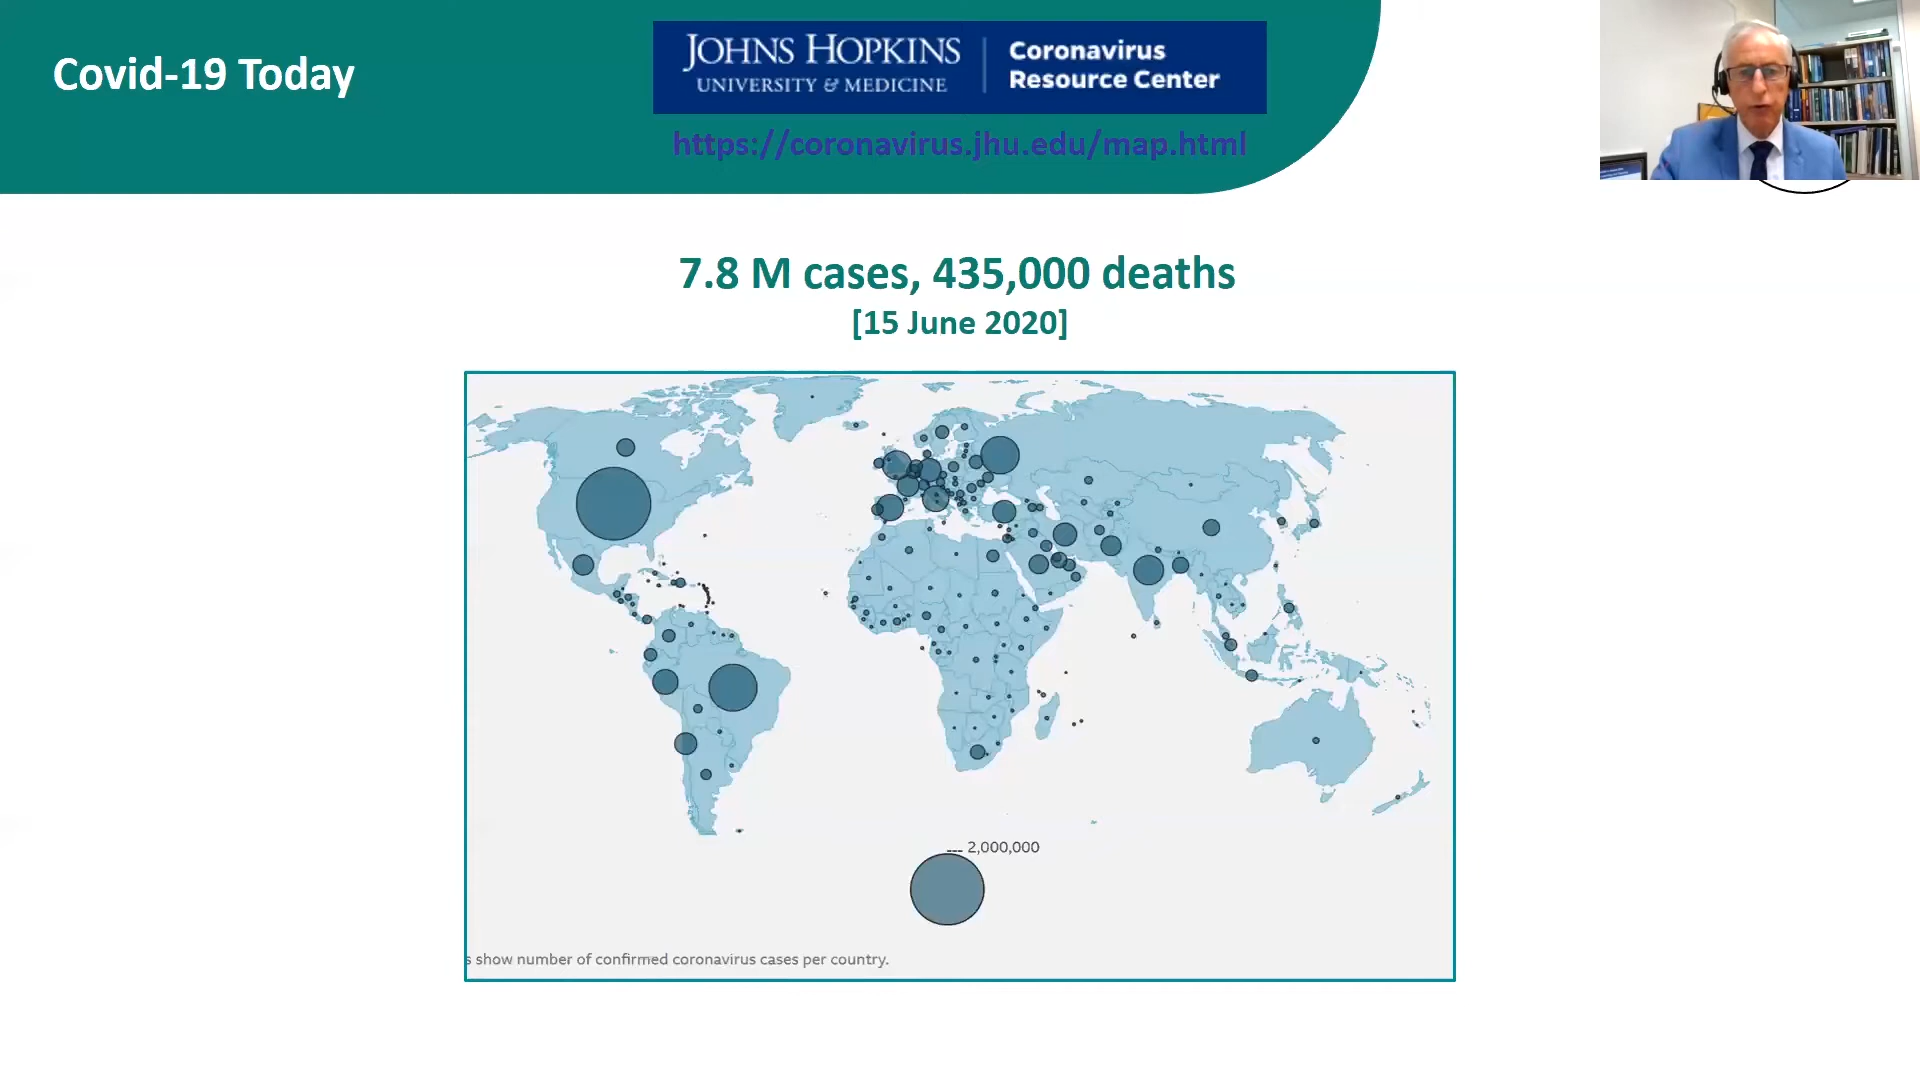 Covid-19 Today
JOHNS HOPKINS
UNIVERSITY & MEDICINE
Coronavirus
Resource Center
https://coronavirus.jhu.edu/map.html
7.8 M cases, 435,000 deaths
[15 June 2020]
2,000,000
s show number of confirmed coronavirus cases per country.